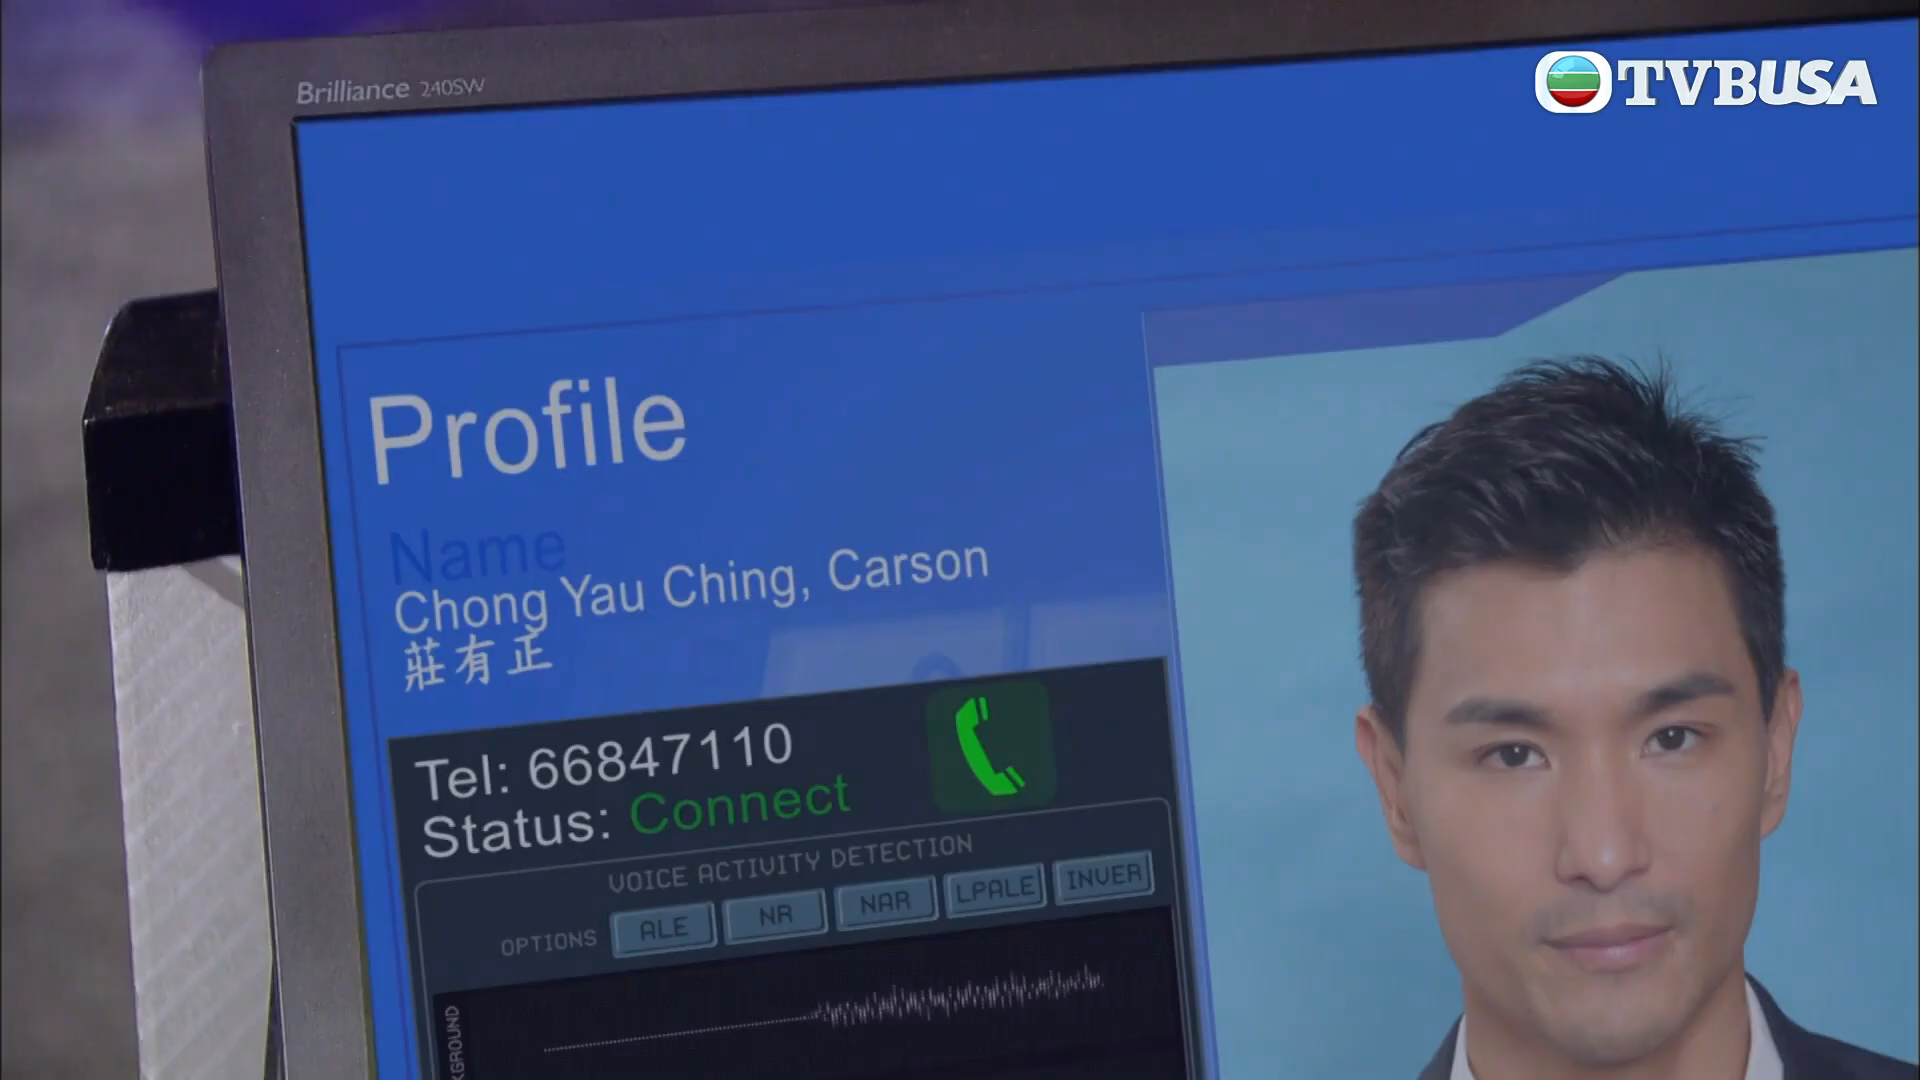 Brilliance 240SW
TVBUSA
Profile
Name
Chong Yau Ching, Carson
莊有正
Tel: 66847110
Status: Connect
VOICE ACTIVITY DETECTION
OPTIONS ALE NR NAR LPALE INVER